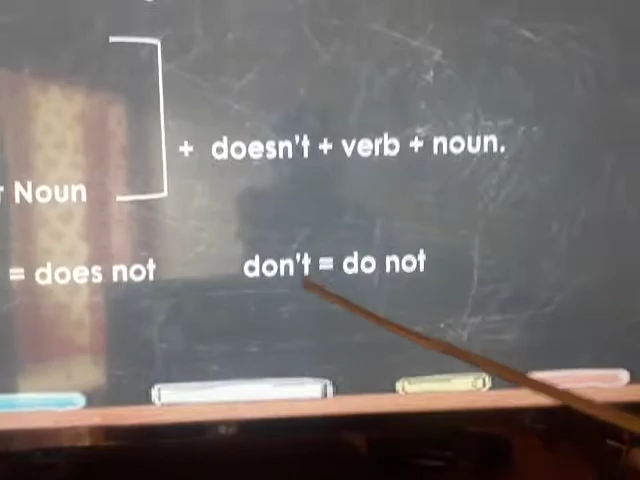 + doesn't + verb + noun.
Noun
= does not don't = do not